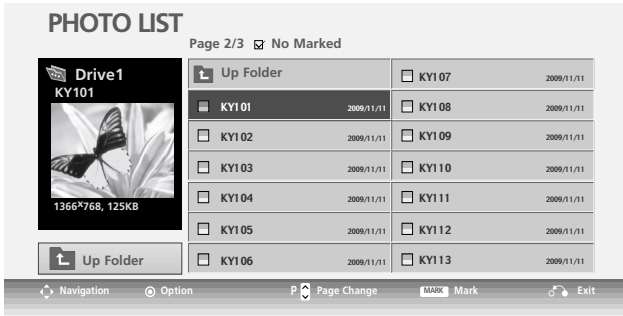 PHOTO LIST
Page 2/3 No Marked
Drive1
KY101
1366x768, 125KB
Up Folder
Up Folder
KY101 2009/11/11
KY102 2009/11/11
KY103 2009/11/11
KY104 2009/11/11
KY105 2009/11/11
KY106 2009/11/11
KY107 2009/11/11
KY108 2009/11/11
KY109 2009/11/11
KY110 2009/11/11
KY111 2009/11/11
KY112 2009/11/11
KY113 2009/11/11
Navigation Option P Page Change MARK Mark Exit